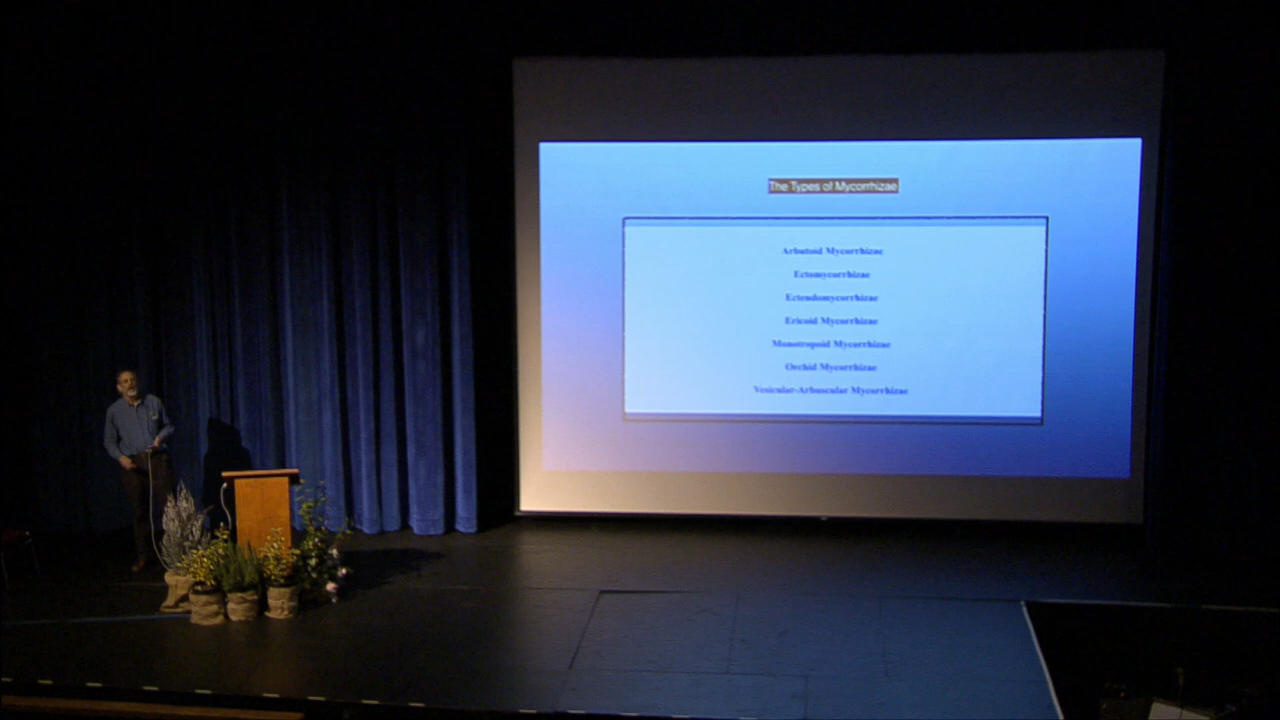 The Types of Mycorrhizae
Arbutoid Mycorrhizae
Ectomycorrhizae
Ectendomycorrhizae
Ericoid Mycorrhizae
Monotropoid Mycorrhizae
Orchid Mycorrhizae
Vesicular-Arbuscular Mycorrhizae